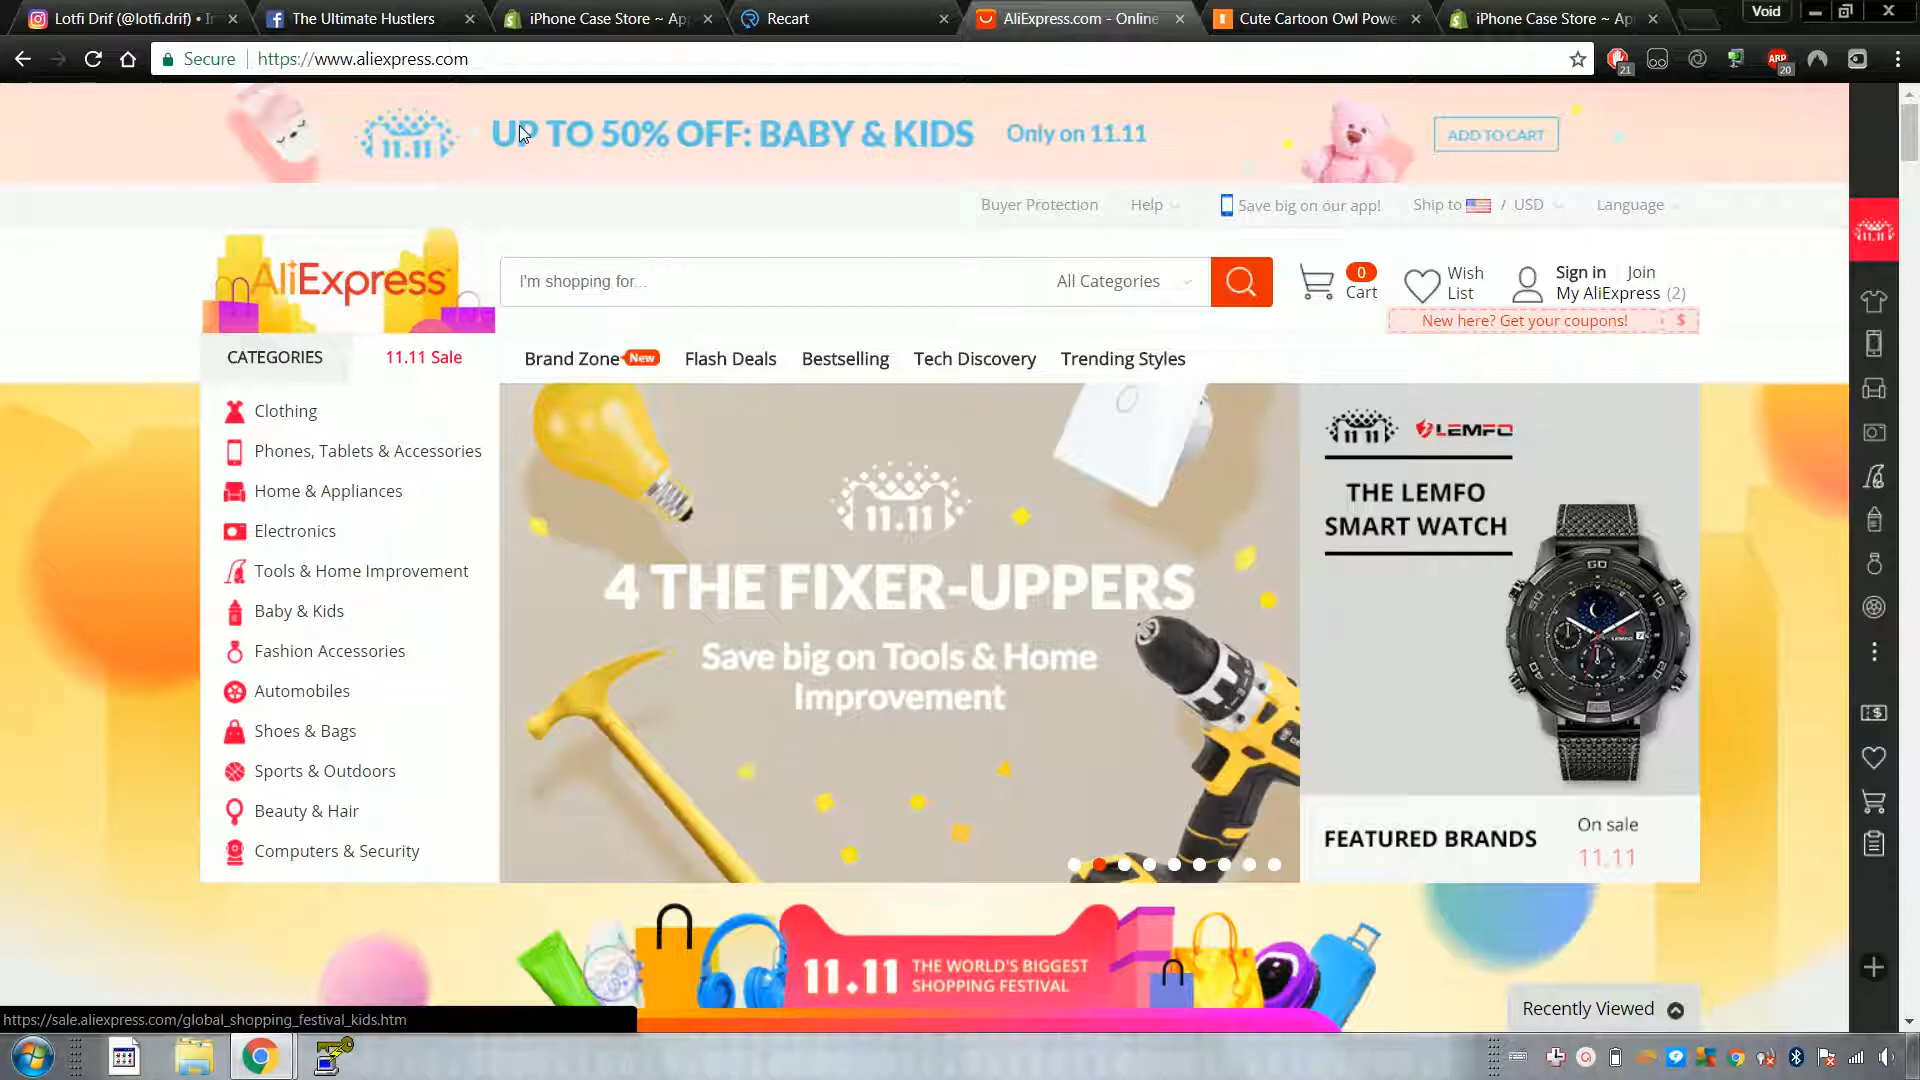 Lotfi Drif (@lotfi.drif) • In
The Ultimate Hustlers
iPhone Case Store ~ Ap
Recart
AliExpress.com - Online
Cute Cartoon Owl Powe
iPhone Case Store ~ Ap
Void
Secure
https://www.aliexpress.com
21
ABP
20
11.11
UP TO 50% OFF: BABY & KIDS
Only on 11.11
ADD TO CART
Buyer Protection
Help
Save big on our app!
Ship to / USD
Language
AliExpress
I'm shopping for...
All Categories
0
Cart
Wish
List
Sign in
Join
My AliExpress (2)
New here? Get your coupons!
$
11.11
CATEGORIES
11.11 Sale
Brand Zone New
Flash Deals
Bestselling
Tech Discovery
Trending Styles
Clothing
Phones, Tablets & Accessories
Home & Appliances
Electronics
Tools & Home Improvement
Baby & Kids
Fashion Accessories
Automobiles
Shoes & Bags
Sports & Outdoors
Beauty & Hair
Computers & Security
11.11
4 THE FIXER-UPPERS
Save big on Tools & Home
Improvement
11 11
LEMFO
THE LEMFO
SMART WATCH
FEATURED BRANDS
On sale
11.11
11.11 THE WORLD'S BIGGEST
SHOPPING FESTIVAL
Recently Viewed
https://sale.aliexpress.com/global_shopping_festival_kids.htm